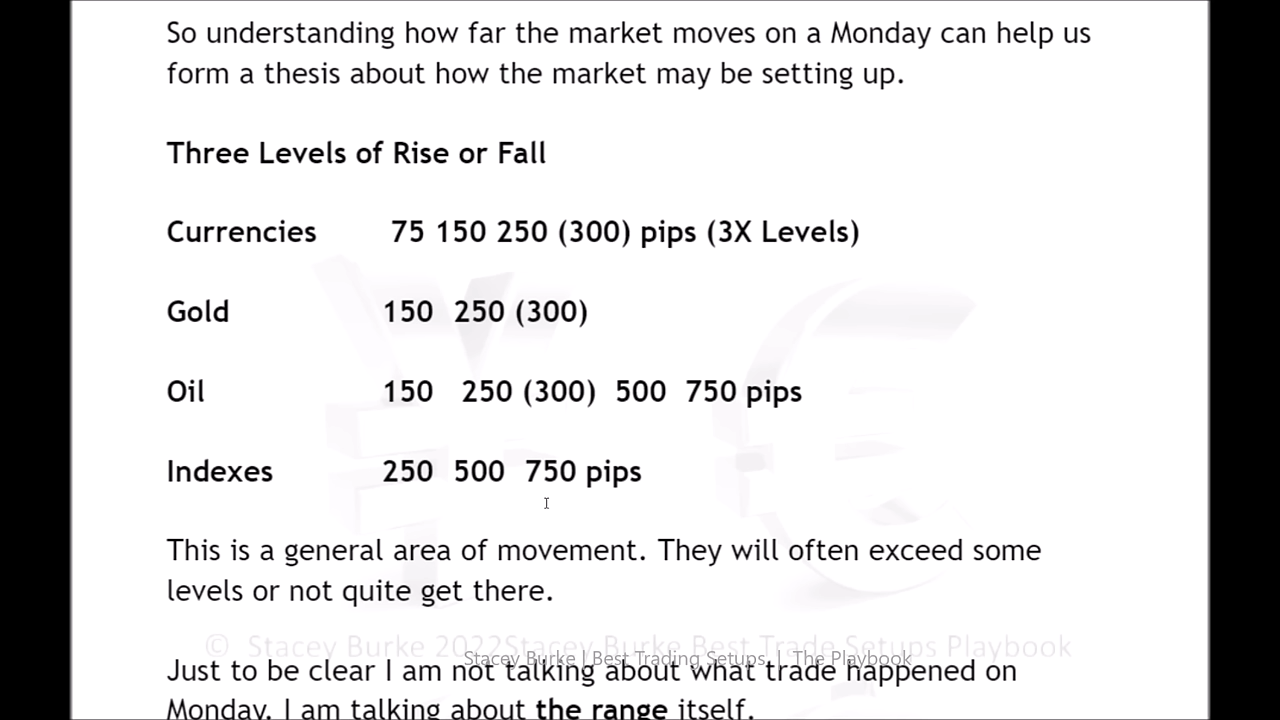 So understanding how far the market moves on a Monday can help us
form a thesis about how the market may be setting up.
Three Levels of Rise or Fall
Currencies 75 150 250 (300) pips (3X Levels)
Gold 150 250 (300)
Oil 150 250 (300) 500 750 pips
Indexes 250 500 750 pips
This is a general area of movement. They will often exceed some
levels or not quite get there.
© Stacey Burke 2022Stacey Burke Best Trade Setups Playbook
Stacey Burke | Best Trading Setups | The Playbook
Just to be clear I am not talking about what trade happened on
Monday. I am talking about the range itself.